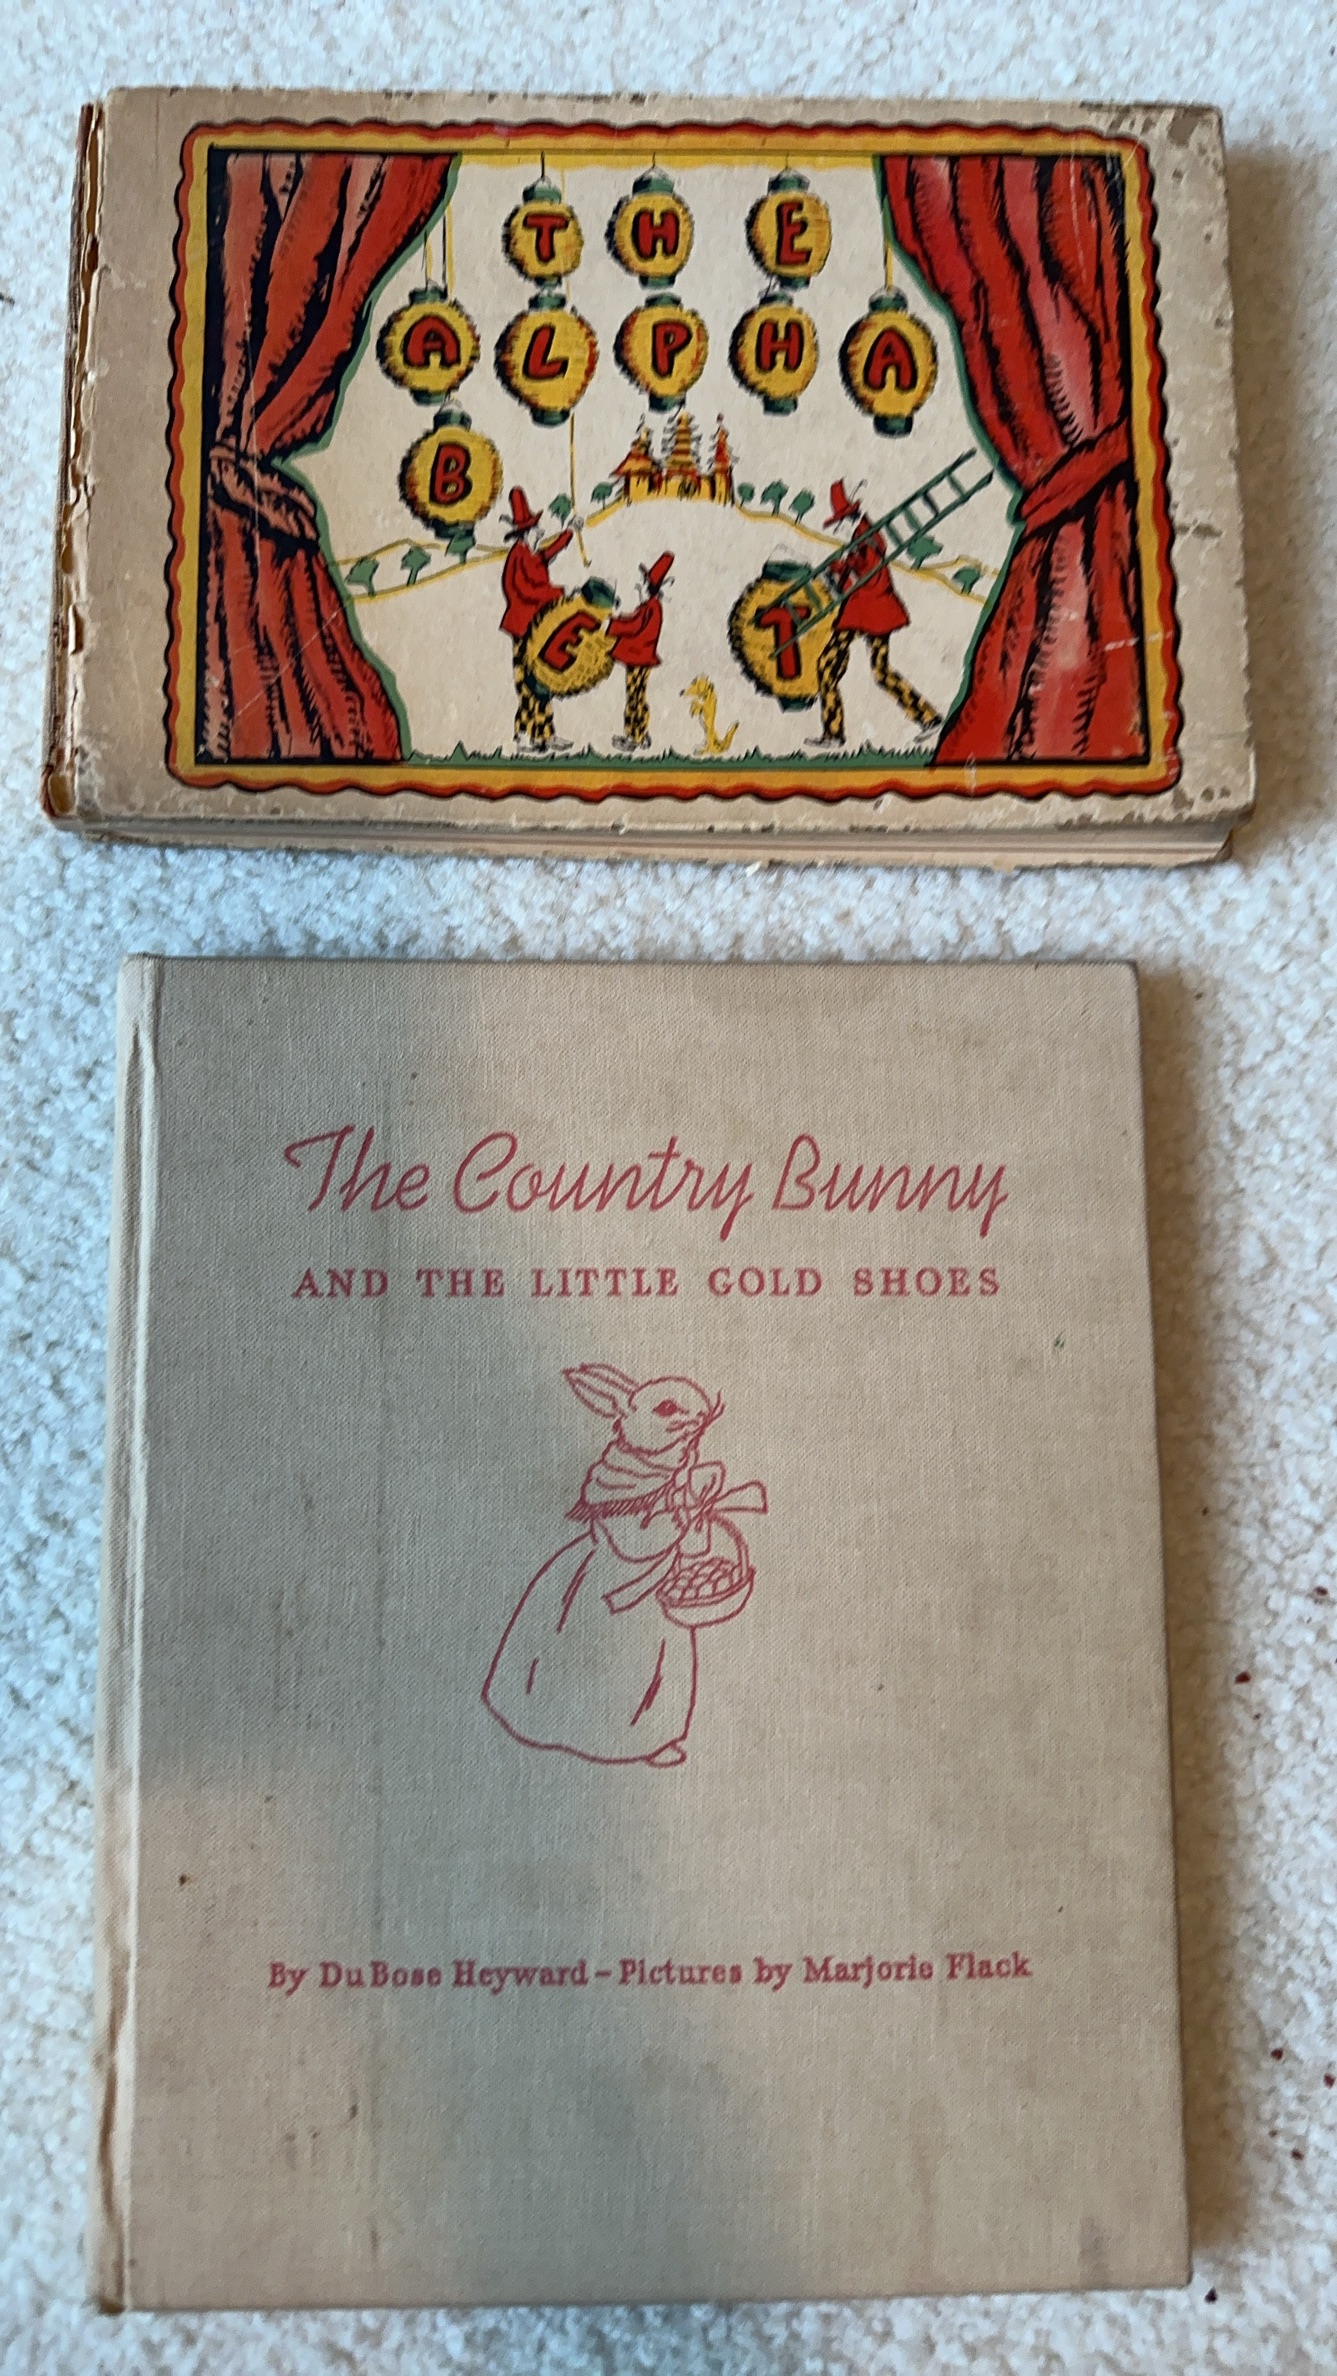 THE
ALPHA
B
E T
The Country Bunny
AND THE LITTLE GOLD SHOES
By DuBose Heyward – Pictures by Marjorie Flack